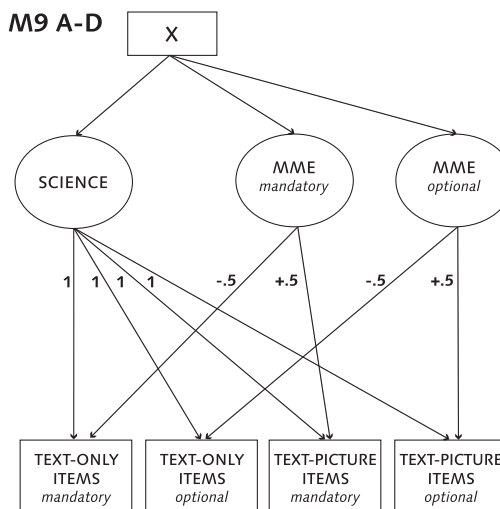 M9 A-D
X
SCIENCE
MME
mandatory
MME
optional
1 1 1 1 -.5 +.5 -.5 +.5
TEXT-ONLY
ITEMS
mandatory
TEXT-ONLY
ITEMS
optional
TEXT-PICTURE
ITEMS
mandatory
TEXT-PICTURE
ITEMS
optional